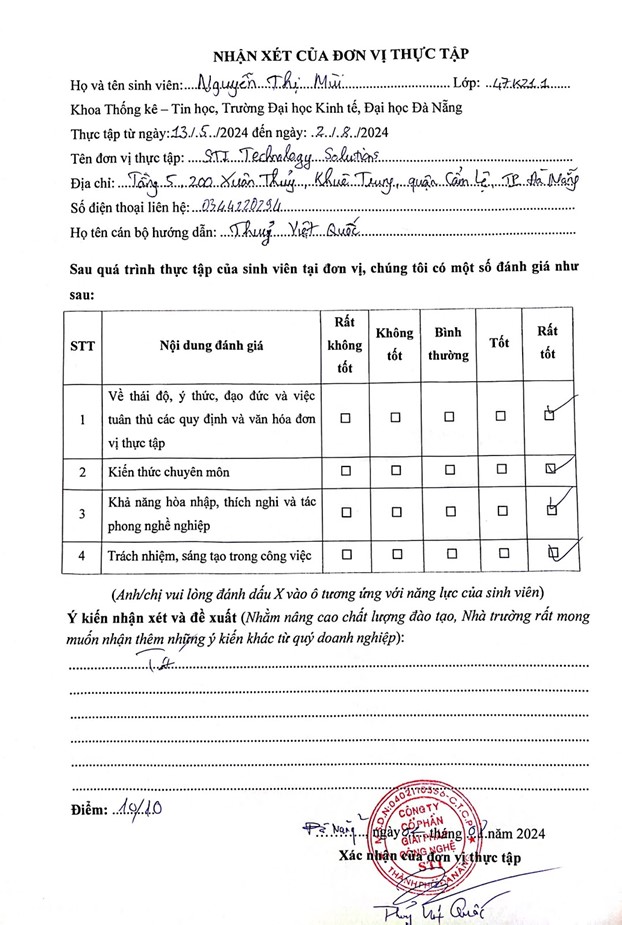 NHẬN XÉT CỦA ĐƠN VỊ THỰC TẬP
Họ và tên sinh viên: Nguyễn Thị Mùi Lớp: 47K21.1
Khoa Thống kê – Tin học, Trường Đại học Kinh tế, Đại học Đà Nẵng
Thực tập từ ngày: 13/5/2024 đến ngày: 2/8/2024
Tên đơn vị thực tập: STI Technology Solutions
Địa chỉ: Tầng 5, 200 Xuân Thuỷ, Khuê Trung, quận Cẩm Lệ, TP Đà Nẵng
Số điện thoại liên hệ: 0344220294
Họ tên cán bộ hướng dẫn: Việt Quốc
Sau quá trình thực tập của sinh viên tại đơn vị, chúng tôi có một số đánh giá như
sau:
STT Nội dung đánh giá Rất không tốt Không tốt Bình thường Tốt Rất tốt
1 Về thái độ, ý thức, đạo đức và việc
tuân thủ các quy định và văn hóa đơn
vị thực tập
2 Kiến thức chuyên môn
3 Khả năng hòa nhập, thích nghi và tác
phong nghề nghiệp
4 Trách nhiệm, sáng tạo trong công việc
(Anh/chị vui lòng đánh dấu X vào ô tương ứng với năng lực của sinh viên)
Ý kiến nhận xét và đề xuất (Nhằm nâng cao chất lượng đào tạo, Nhà trường rất mong
muốn nhận thêm những ý kiến khác từ quý doanh nghiệp):
Tốt
Điểm: 10/10
Đà Nẵng, ngày 02 tháng 08 năm 2024
Xác nhận của đơn vị thực tập
CÔNG TY
CỔ PHẦN
GIẢI PHÁP
CÔNG NGHỆ
STI
THÀNH PHỐ ĐÀ NẴNG
Việt Quốc